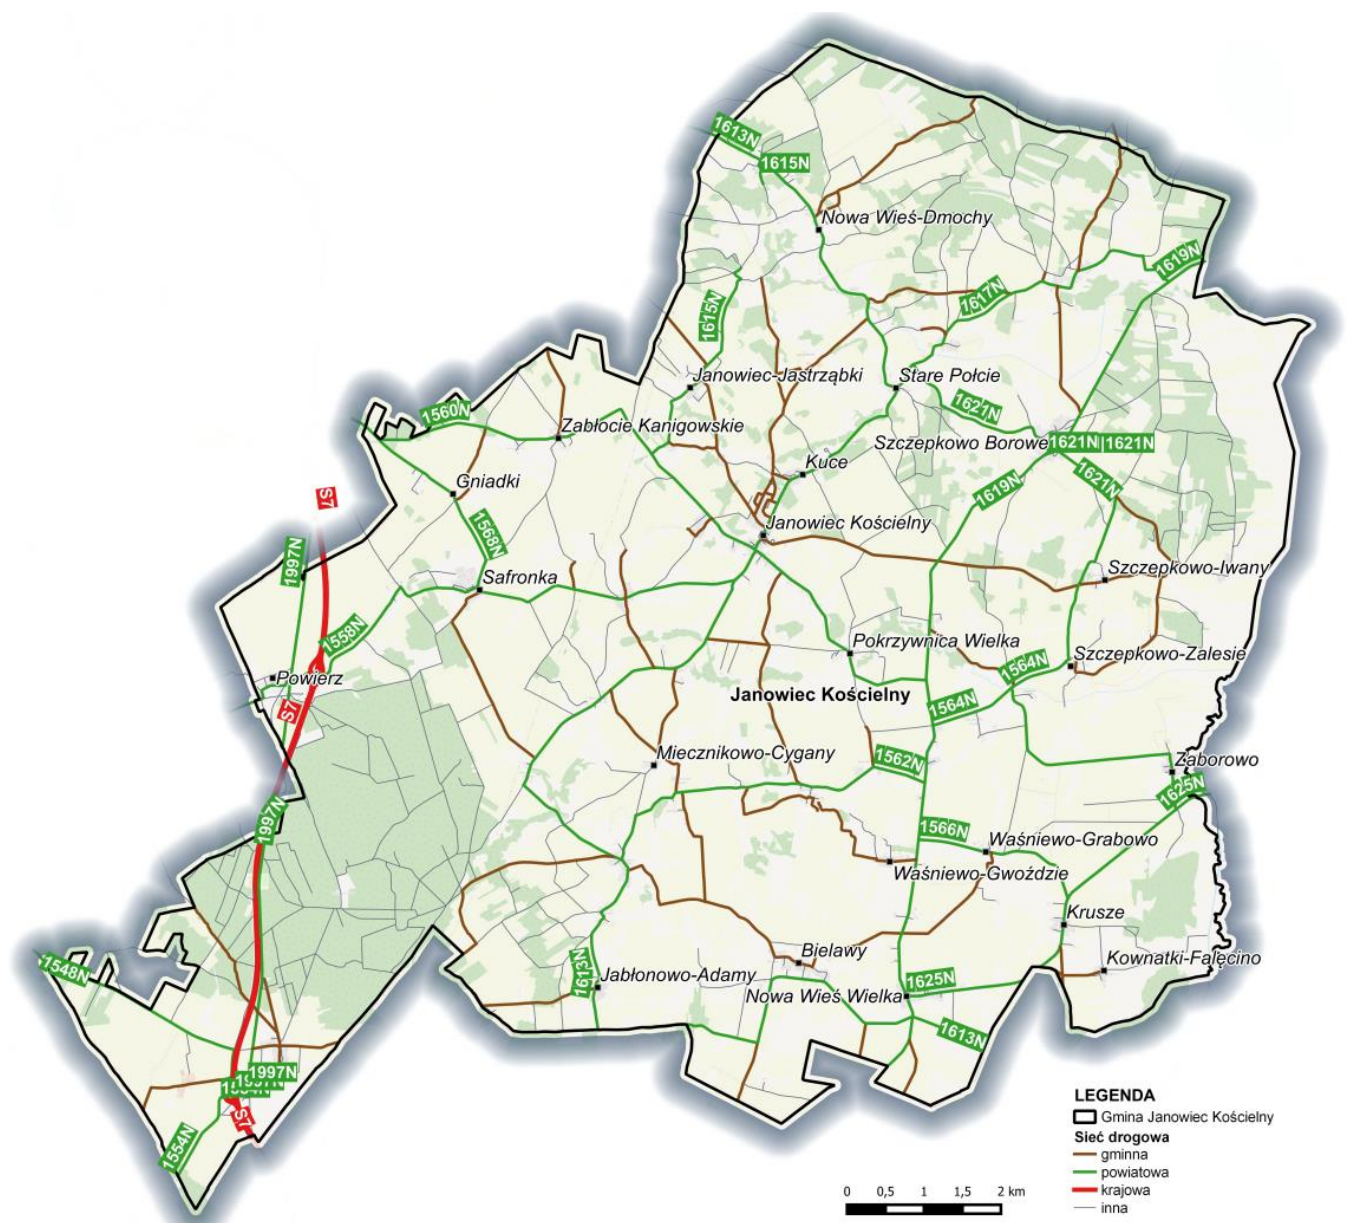 1613N
1615N
Nowa Wieś-Dmochy
1619N
1617N
1615N
Janowiec-Jastrząbki
Stare Połcie
1560N
1621N
Zabłocie Kanigowskie
Szczepkowo Borowe
1621N
1621N
Kuce
1621N
Gniadki
1619N
S7
Janowiec Kościelny
1568N
1997N
Safronka
Szczepkowo-Iwany
1558N
Pokrzywnica Wielka
Szczepkowo-Zalesie
1564N
Powierz
Janowiec Kościelny
1564N
S7
Miecznikowo-Cygany
1562N
Zaborowo
1625N
1997N
1566N
Waśniewo-Grabowo
Waśniewo-Gwoździe
Krusze
Bielawy
Kownatki-Falęcino
1548N
1613N
Jabłonowo-Adamy
1625N
Nowa Wieś Wielka
1613N
1997N
S7
1554N
LEGENDA
Gmina Janowiec Kościelny
Sieć drogowa
gminna
powiatowa
krajowa
inna
0 0,5 1 1,5 2 km